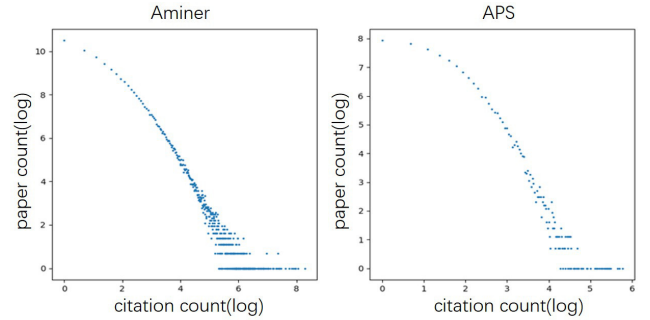 Aminer
APS
10
8
6
4
2
0
paper count(log)
0 2 4 6 8
citation count(log)
8
7
6
5
4
3
2
1
0
paper count(log)
0 1 2 3 4 5 6
citation count(log)